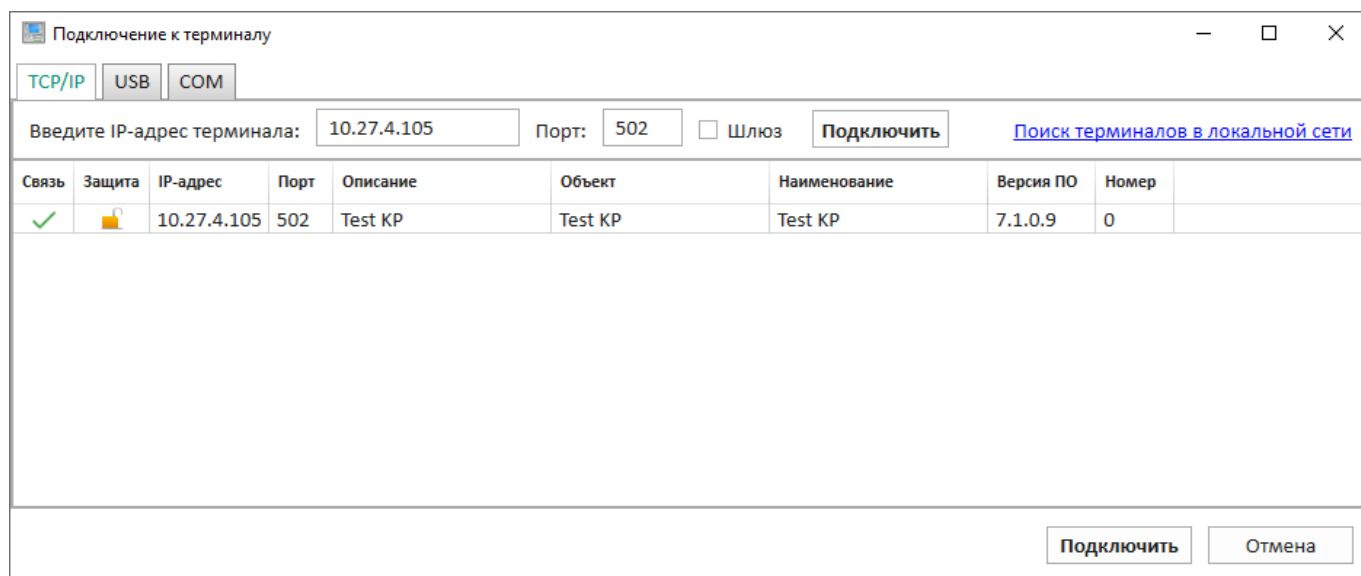 Подключение к терминалу
TCP/IP USB COM
Введите IP-адрес терминала: 10.27.4.105 Порт: 502 Шлюз Подключить Поиск терминалов в локальной сети
Связь Защита IP-адрес Порт Описание Объект Наименование Версия ПО Номер
10.27.4.105 502 Test KP Test KP Test KP 7.1.0.9 0
Подключить Отмена